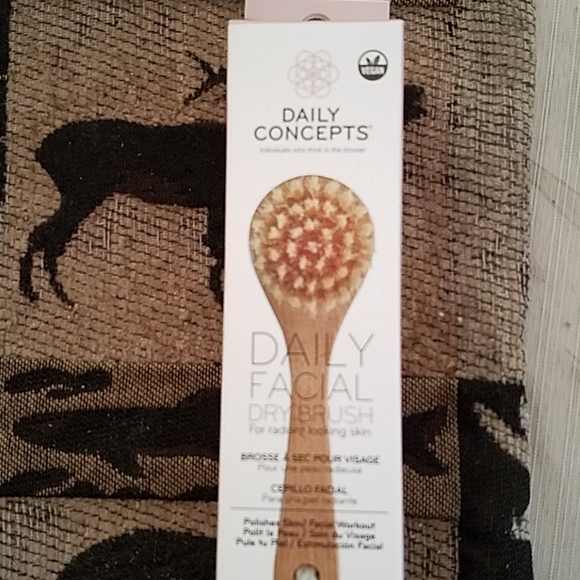 VEGAN
DAILY
CONCEPTS
individuals who think in the shower
DAILY
FACIAL
DRY BRUSH
For radiant looking skin
BROSSE À SEC POUR VISAGE
Pour une peau radieuse
CEPILLO FACIAL
Para una piel radiante
Polishes Skin / Facial Workout
Polit la Peau / Soin du Visage
Pule tu Piel / Estimulación Facial